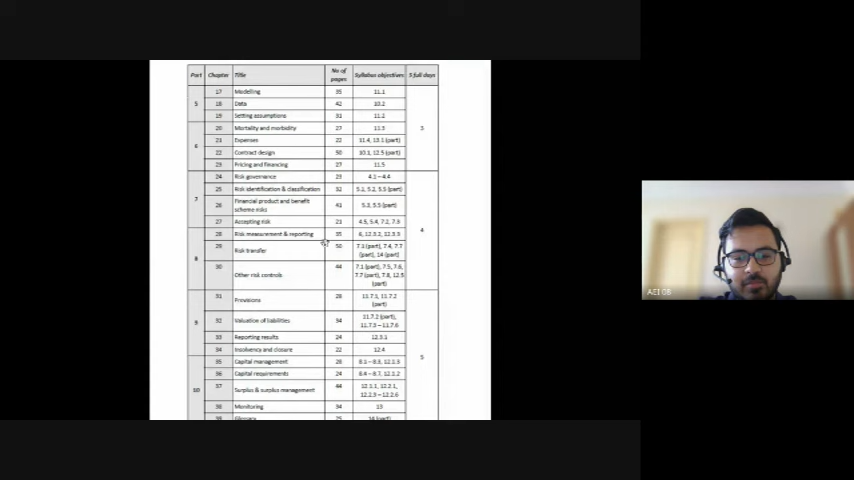 Part Chapter Title No of pages Syllabus objectives 5 full days
5 17 Modelling 35 11.1 3
18 Data 42 10.2
19 Setting assumptions 31 11.2
6 20 Mortality and morbidity 27 11.3
21 Expenses 22 11.4, 13.1 (part)
22 Contract design 50 10.1, 12.5 (part)
23 Pricing and financing 27 11.5
7 24 Risk governance 23 4.1 – 4.4 4
25 Risk identification & classification 32 5.1, 5.2, 5.5 (part)
26 Financial product and benefit scheme risks 41 5.3, 5.5 (part)
27 Accepting risk 21 4.5, 5.4, 7.2, 7.3
8 28 Risk measurement & reporting 35 6, 12.3.2, 12.3.3
29 Risk transfer 50 7.1 (part), 7.4, 7.7 (part), 14 (part)
30 Other risk controls 44 7.1 (part), 7.5, 7.6, 7.7 (part), 7.8, 12.5 (part)
9 31 Provisions 28 11.7.1, 11.7.2 (part) 5
32 Valuation of liabilities 34 11.7.2 (part), 11.7.3 – 11.7.6
33 Reporting results 24 12.3.1
34 Insolvency and closure 22 12.4
10 35 Capital management 28 8.1 – 8.3, 12.1.3
36 Capital requirements 24 8.4 – 8.7, 12.1.2
37 Surplus & surplus management 44 12.1.1, 12.2.1, 12.2.3 – 12.2.6
38 Monitoring 34 13
39 Glossary 25 14 (part)
AEI 08